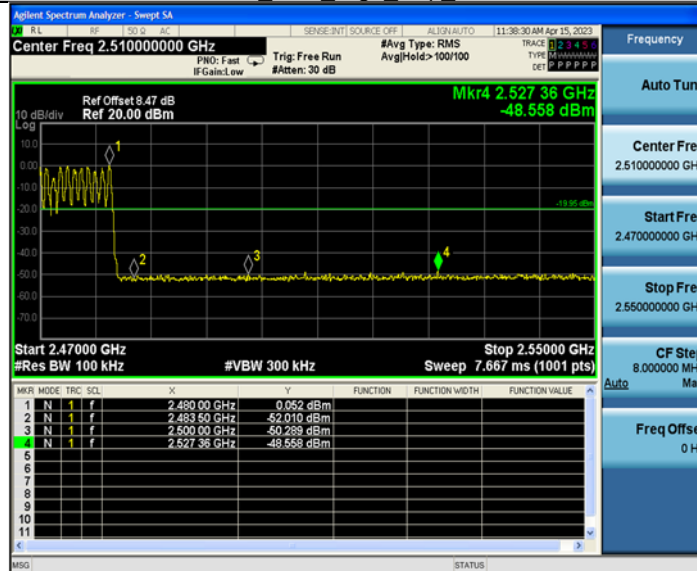 Agilent Spectrum Analyzer - Swept SA
RL RF 50 Ω AC SENSE:INT SOURCE OFF ALIGNAUTO 11:38:30 AM Apr 15, 2023
Center Freq 2.510000000 GHz
PNO: Fast
IFGain:Low
Trig: Free Run
#Atten: 30 dB
#Avg Type: RMS
Avg|Hold:> 100/100
TRACE 1 2 3 4 5 6
TYPE M
DET P P P P P P
Frequency
Auto Tun
Center Fre
2.510000000 GH
Start Fre
2.470000000 GH
Stop Fre
2.550000000 GH
CF Ste
8.000000 MH
Auto Ma
Freq Offse
0 H
Mkr4 2.527 36 GHz
-48.558 dBm
Ref Offset 8.47 dB
10 dB/div Ref 20.00 dBm
Log
10.0
0.00
-10.0
-20.0
-30.0
-40.0
-50.0
-60.0
-70.0
1
2
3
4
-19.95 dBm
Start 2.47000 GHz Stop 2.55000 GHz
#Res BW 100 kHz #VBW 300 kHz Sweep 7.667 ms (1001 pts)
MKR MODE TRC SCL X Y FUNCTION FUNCTION WIDTH FUNCTION VALUE
1 N 1 f 2.480 00 GHz 0.052 dBm
2 N 1 f 2.483 50 GHz -52.010 dBm
3 N 1 f 2.500 00 GHz -50.289 dBm
4 N 1 f 2.527 36 GHz -48.558 dBm
5
6
7
8
9
10
11
MSG STATUS